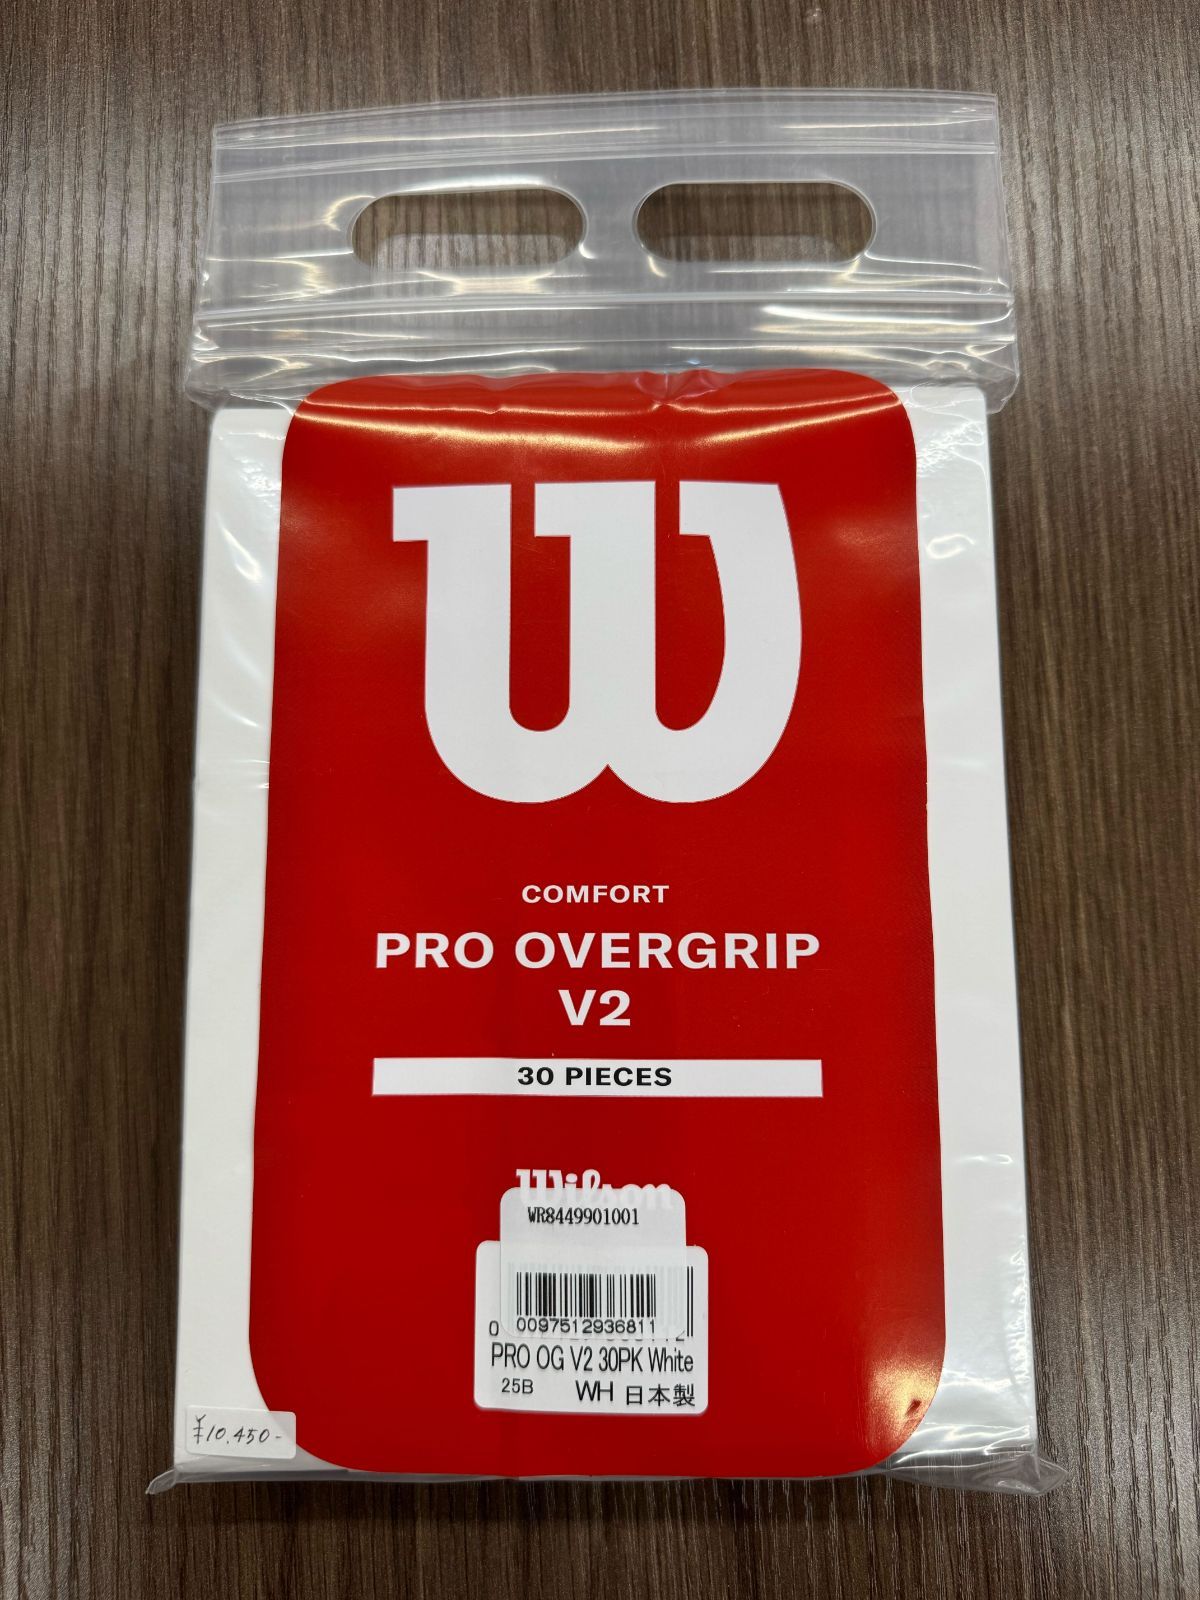 W
COMFORT
PRO OVERGRIP
V2
30 PIECES
Wilson
WR8449901001
0097512936811
PRO OG V2 30PK White
25B WH 日本製
¥10,450-